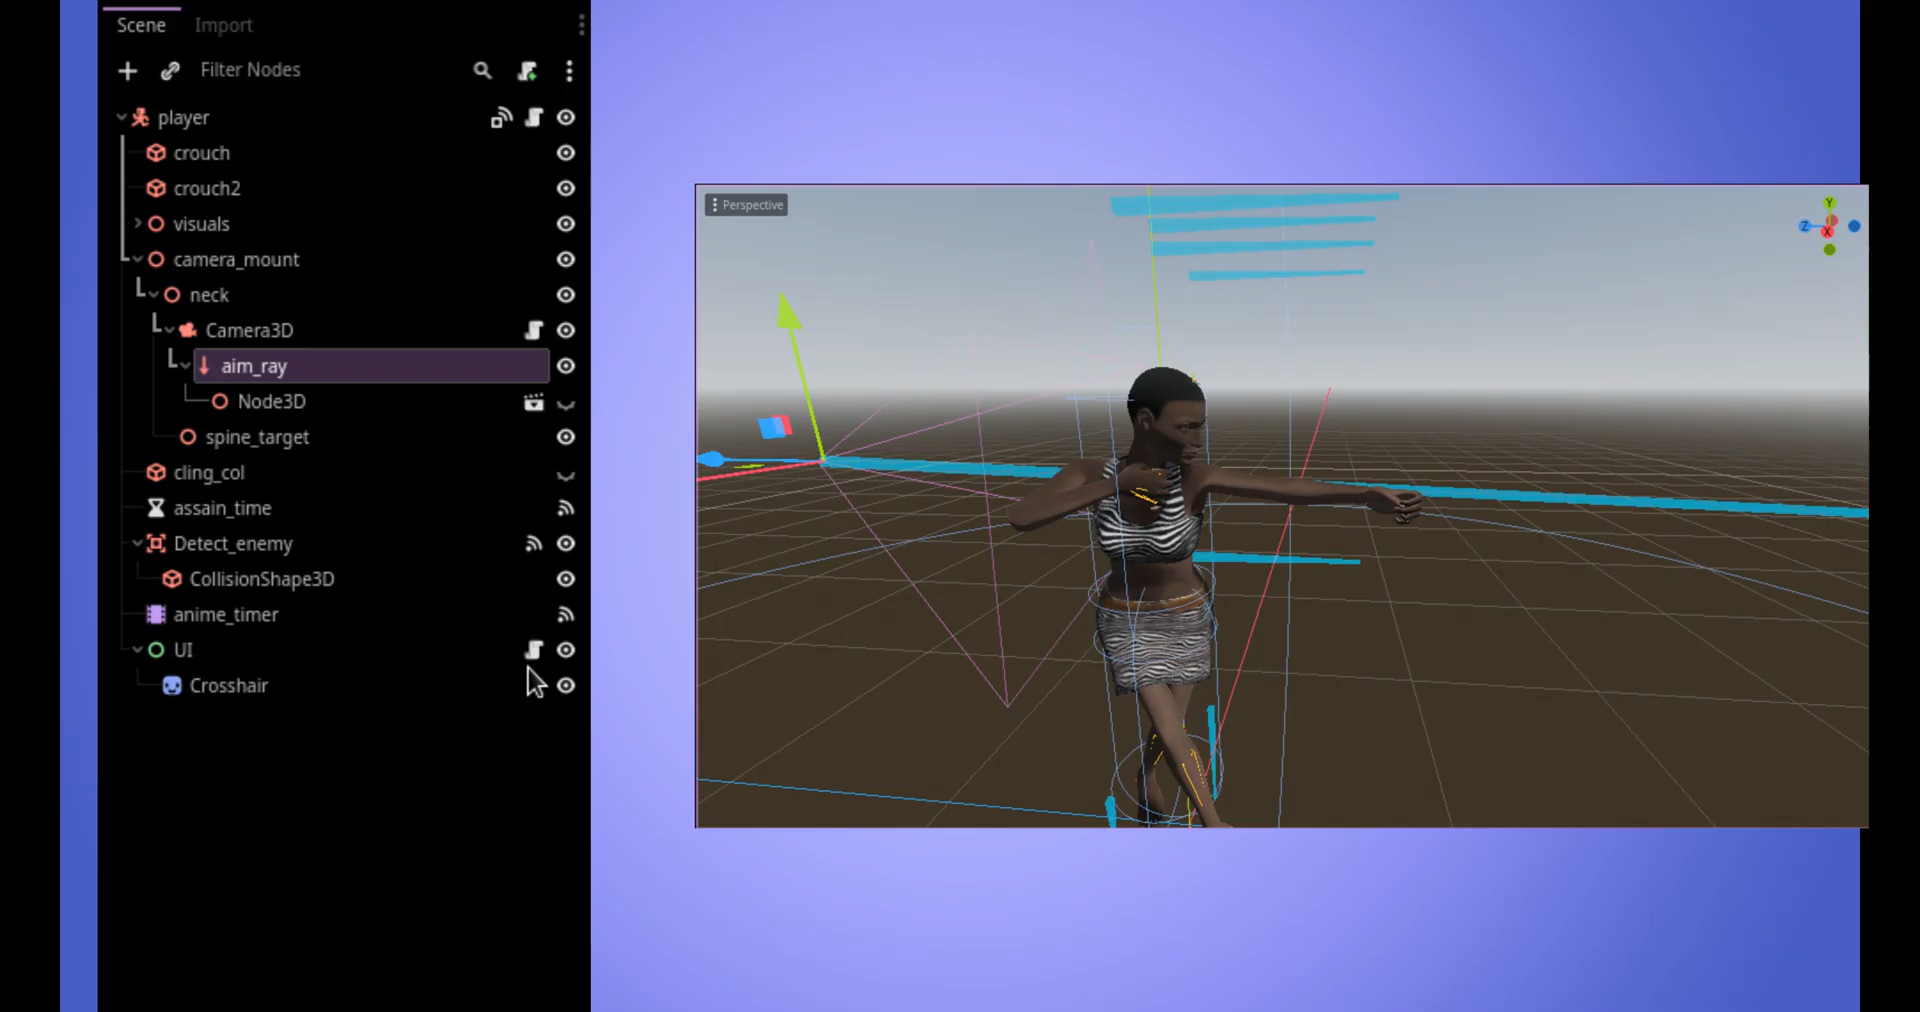 Scene Import
Filter Nodes
player
crouch
crouch2
visuals
camera_mount
neck
Camera3D
aim_ray
Node3D
spine_target
cling_col
assain_time
Detect_enemy
CollisionShape3D
anime_timer
UI
Crosshair
Perspective
Y
Z
X